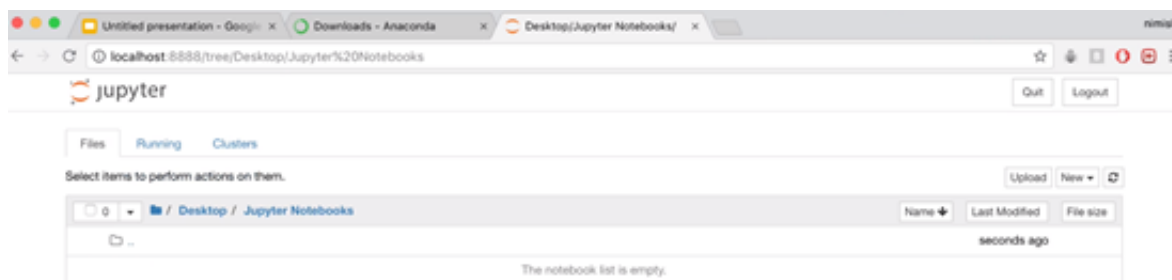 Untitled presentation - Google Downloads - Anaconda Desktop/Jupyter Notebooks/
localhost:8888/tree/Desktop/Jupyter%20Notebooks
jupyter Quit Logout
Files Running Clusters
Select items to perform actions on them. Upload New
0 / Desktop / Jupyter Notebooks Name Last Modified File size
.. seconds ago
The notebook list is empty.